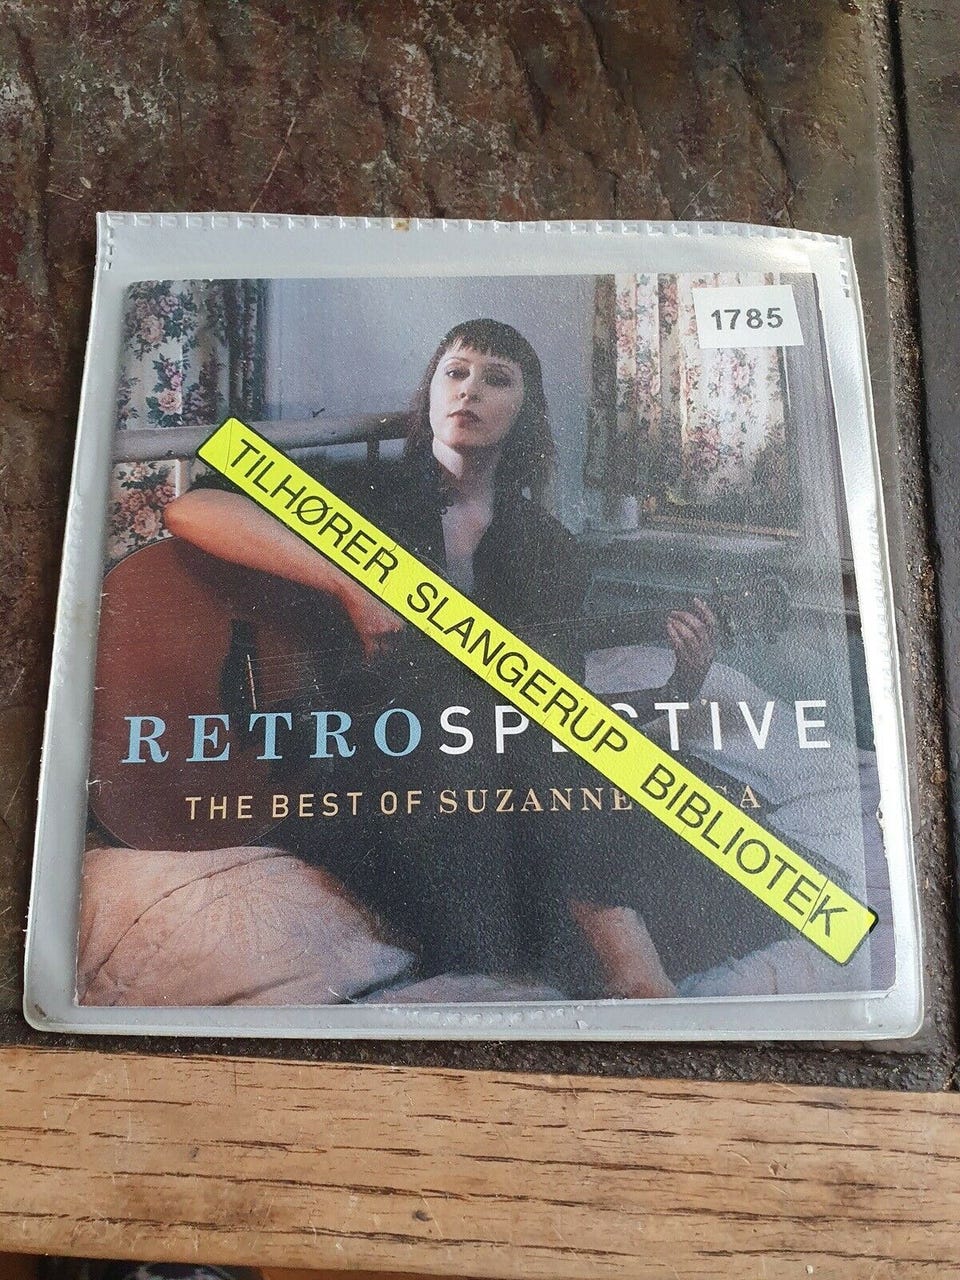 1785
TILHØRER SLANGERUP BIBLIOTEK
RETROSPECTIVE
THE BEST OF SUZANNE